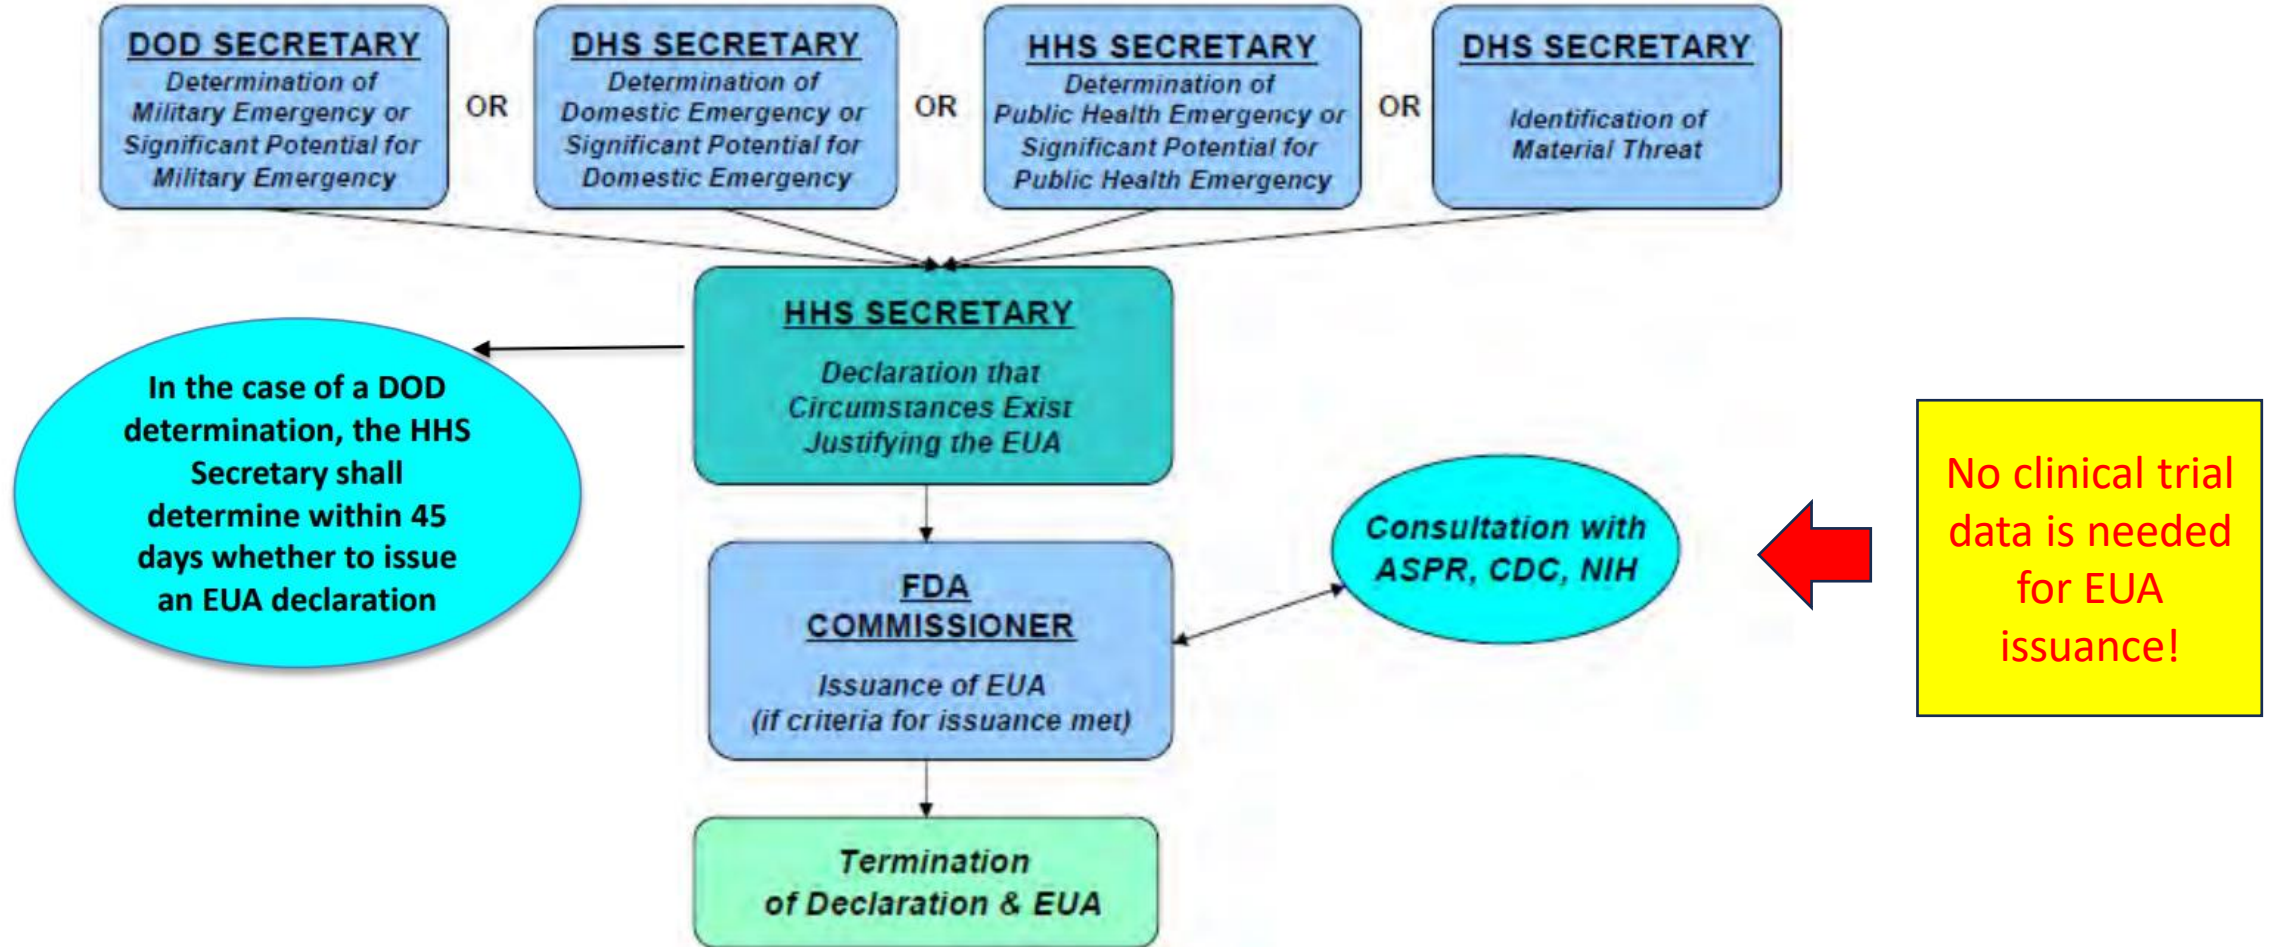 DOD SECRETARY
Determination of
Military Emergency or
Significant Potential for
Military Emergency
OR
DHS SECRETARY
Determination of
Domestic Emergency or
Significant Potential for
Domestic Emergency
OR
HHS SECRETARY
Determination of
Public Health Emergency or
Significant Potential for
Public Health Emergency
OR
DHS SECRETARY
Identification of
Material Threat
HHS SECRETARY
Declaration that
Circumstances Exist
Justifying the EUA
In the case of a DOD
determination, the HHS
Secretary shall
determine within 45
days whether to issue
an EUA declaration
FDA
COMMISSIONER
Issuance of EUA
(if criteria for issuance met)
Consultation with
ASPR, CDC, NIH
No clinical trial
data is needed
for EUA
issuance!
Termination
of Declaration & EUA